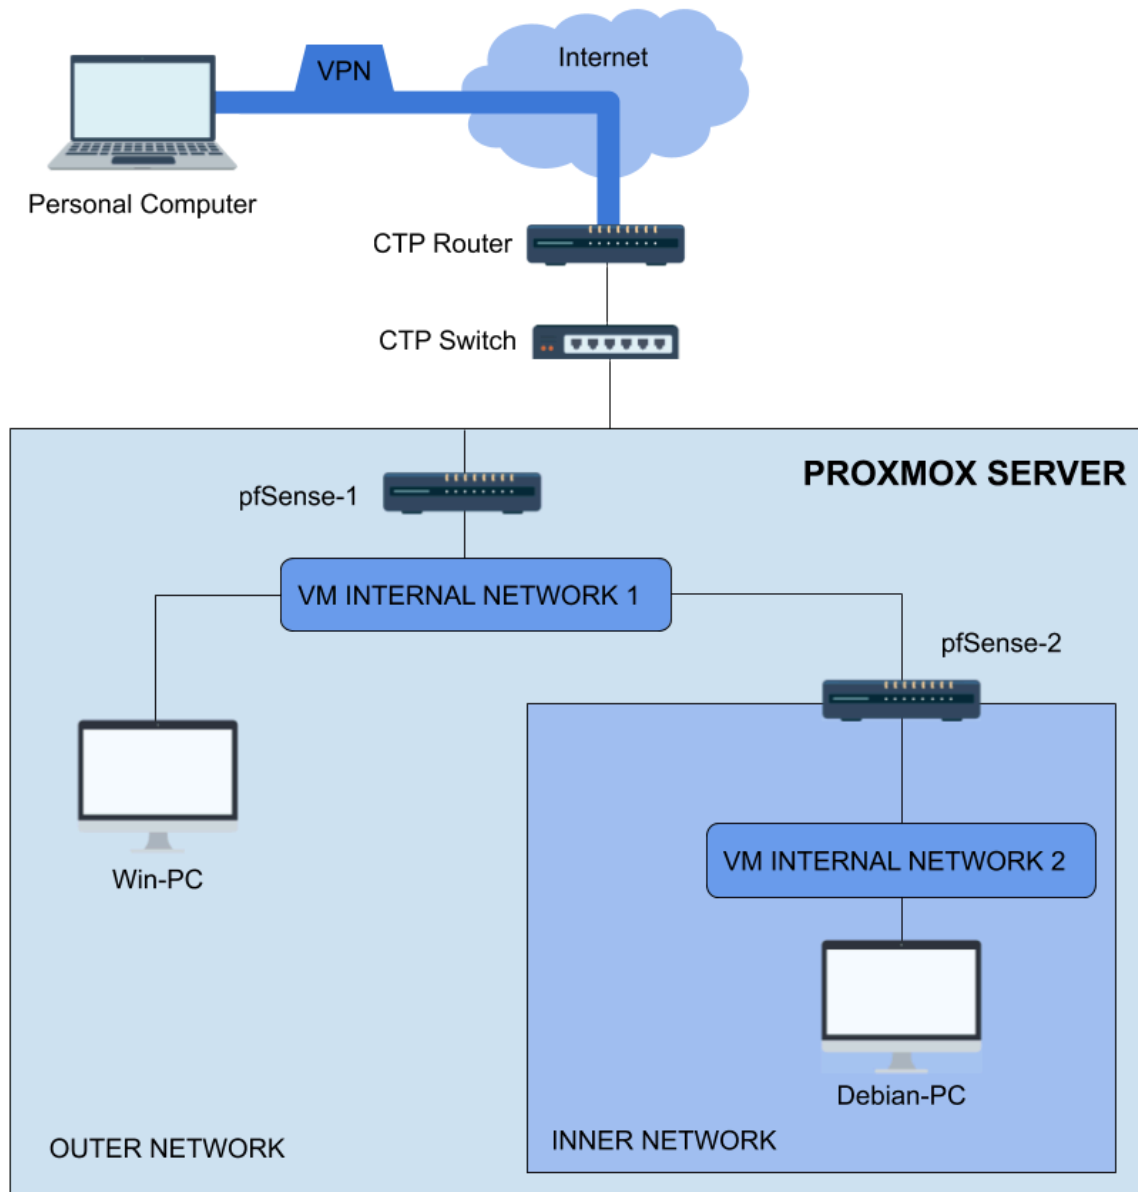 Internet
VPN
Personal Computer
CTP Router
CTP Switch
PROXMOX SERVER
pfSense-1
VM INTERNAL NETWORK 1
pfSense-2
Win-PC
VM INTERNAL NETWORK 2
Debian-PC
OUTER NETWORK
INNER NETWORK